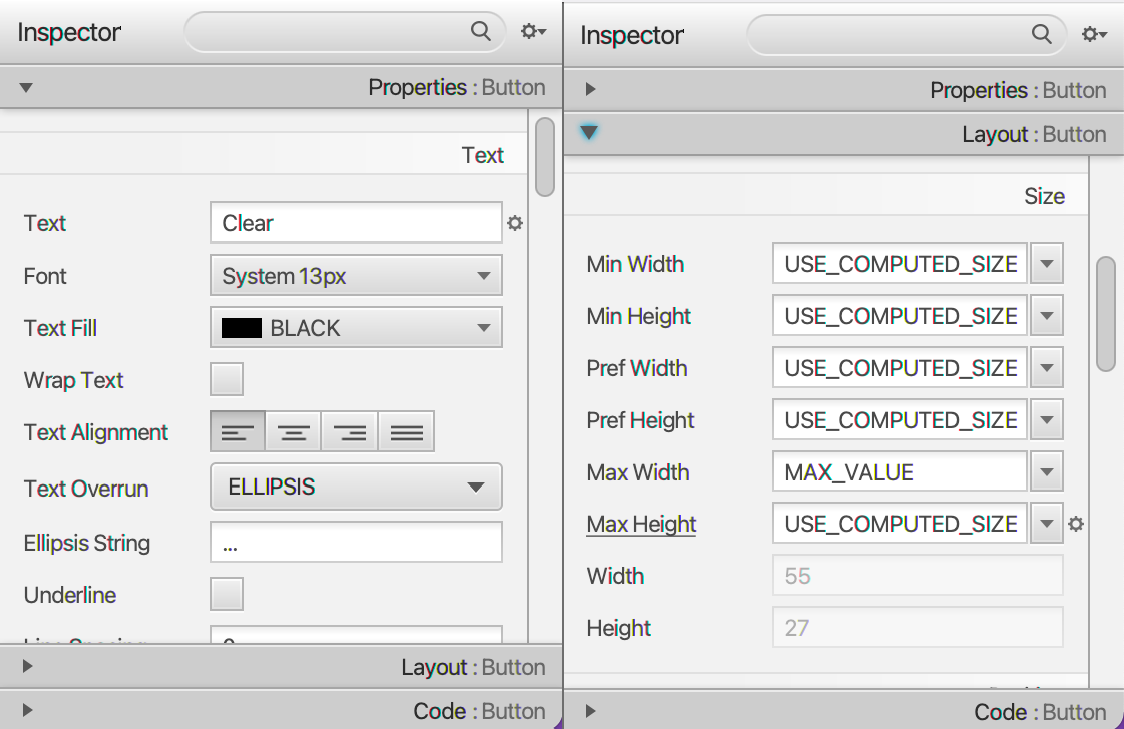 Inspector
Properties : Button
Text
Text Clear
Font System 13px
Text Fill BLACK
Wrap Text
Text Alignment
Text Overrun ELLIPSIS
Ellipsis String ...
Underline
Layout : Button
Code : Button
Inspector
Properties : Button
Layout : Button
Size
Min Width USE_COMPUTED_SIZE
Min Height USE_COMPUTED_SIZE
Pref Width USE_COMPUTED_SIZE
Pref Height USE_COMPUTED_SIZE
Max Width MAX_VALUE
Max Height USE_COMPUTED_SIZE
Width 55
Height 27
Code : Button